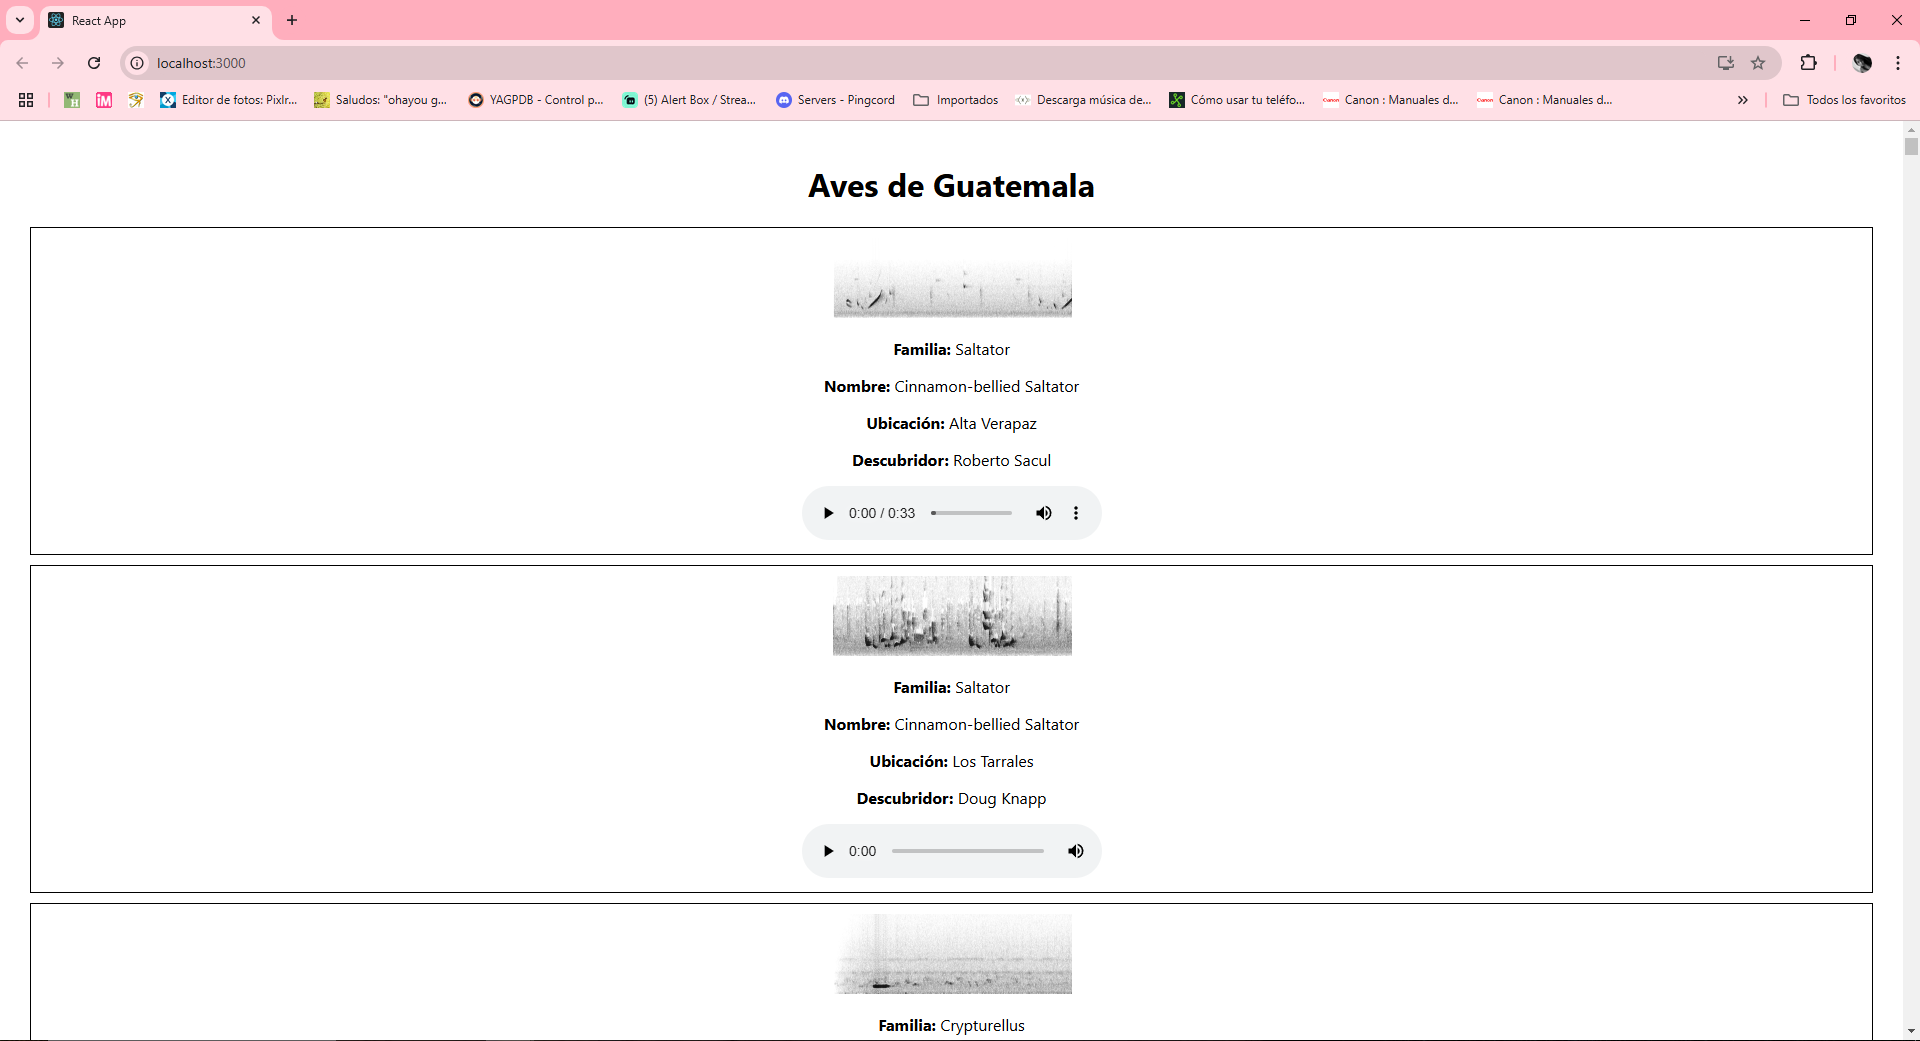 React App
localhost:3000
Editor de fotos: Pixlr...
Saludos: "ohayou g...
YAGPDB - Control p...
(5) Alert Box / Strea...
Servers - Pingcord
Importados
Descarga música de...
Cómo usar tu teléfo...
Canon : Manuales d...
Canon : Manuales d...
Todos los favoritos
Aves de Guatemala
Familia: Saltator
Nombre: Cinnamon-bellied Saltator
Ubicación: Alta Verapaz
Descubridor: Roberto Sacul
0:00 / 0:33
Familia: Saltator
Nombre: Cinnamon-bellied Saltator
Ubicación: Los Tarrales
Descubridor: Doug Knapp
0:00
Familia: Crypturellus